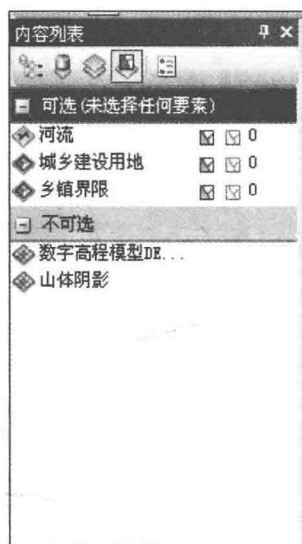 内容列表
可选(未选择任何要素)
河流 0
城乡建设用地 0
乡镇界限 0
不可选
数字高程模型DE...
山体阴影